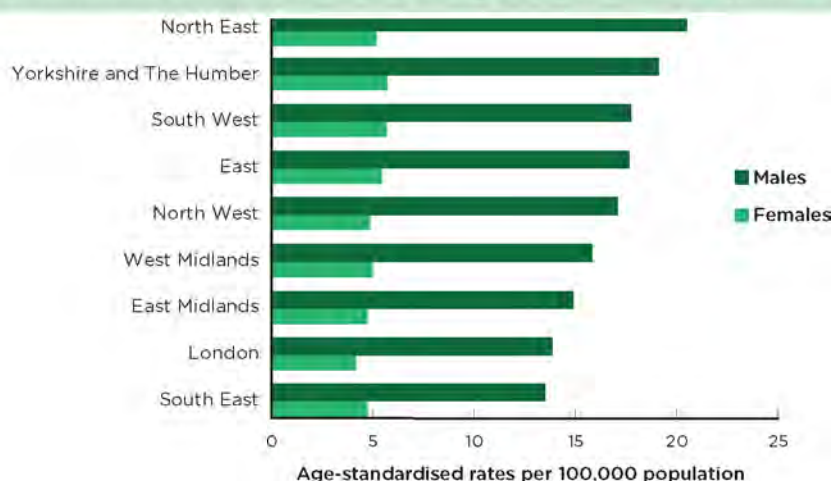 North East
Yorkshire and The Humber
South West
East
North West
West Midlands
East Midlands
London
South East
Males
Females
0 5 10 15 20 25
Age-standardised rates per 100,000 population